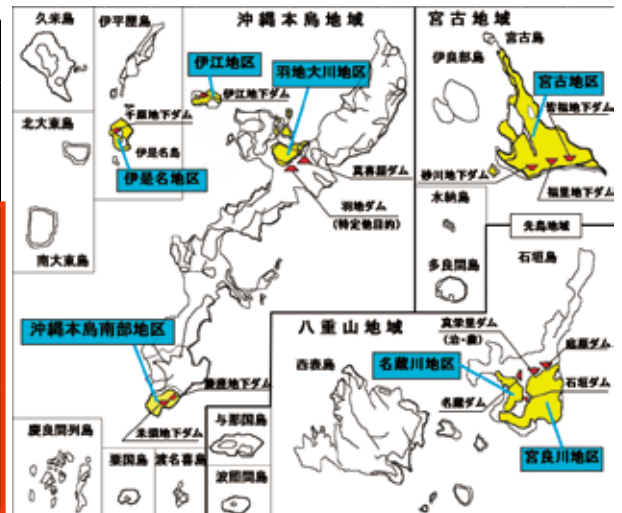 久米島
伊平屋島
沖縄本島地域
宮古地域
宮古島
伊良部島
伊江地区
羽地大川地区
宮古地区
伊江地下ダム
千原地下ダム
皆福地下ダム
北大東島
伊是名島
伊是名地区
真喜屋ダム
砂川地下ダム
福里地下ダム
羽地ダム
(特定他目的)
水納島
先島地域
南大東島
多良間島
石垣島
沖縄本島南部地区
八重山地域
真栄里ダム
(治・農)
底原ダム
西表島
名蔵川地区
石垣ダム
慶座地下ダム
名蔵ダム
米須地下ダム
与那国島
慶良間列島
粟国島
渡名喜島
宮良川地区
波照間島